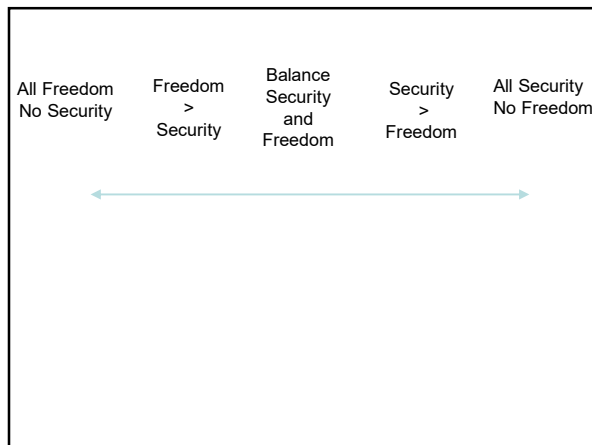 All Freedom
No Security
Freedom
>
Security
Balance
Security
and
Freedom
Security
>
Freedom
All Security
No Freedom